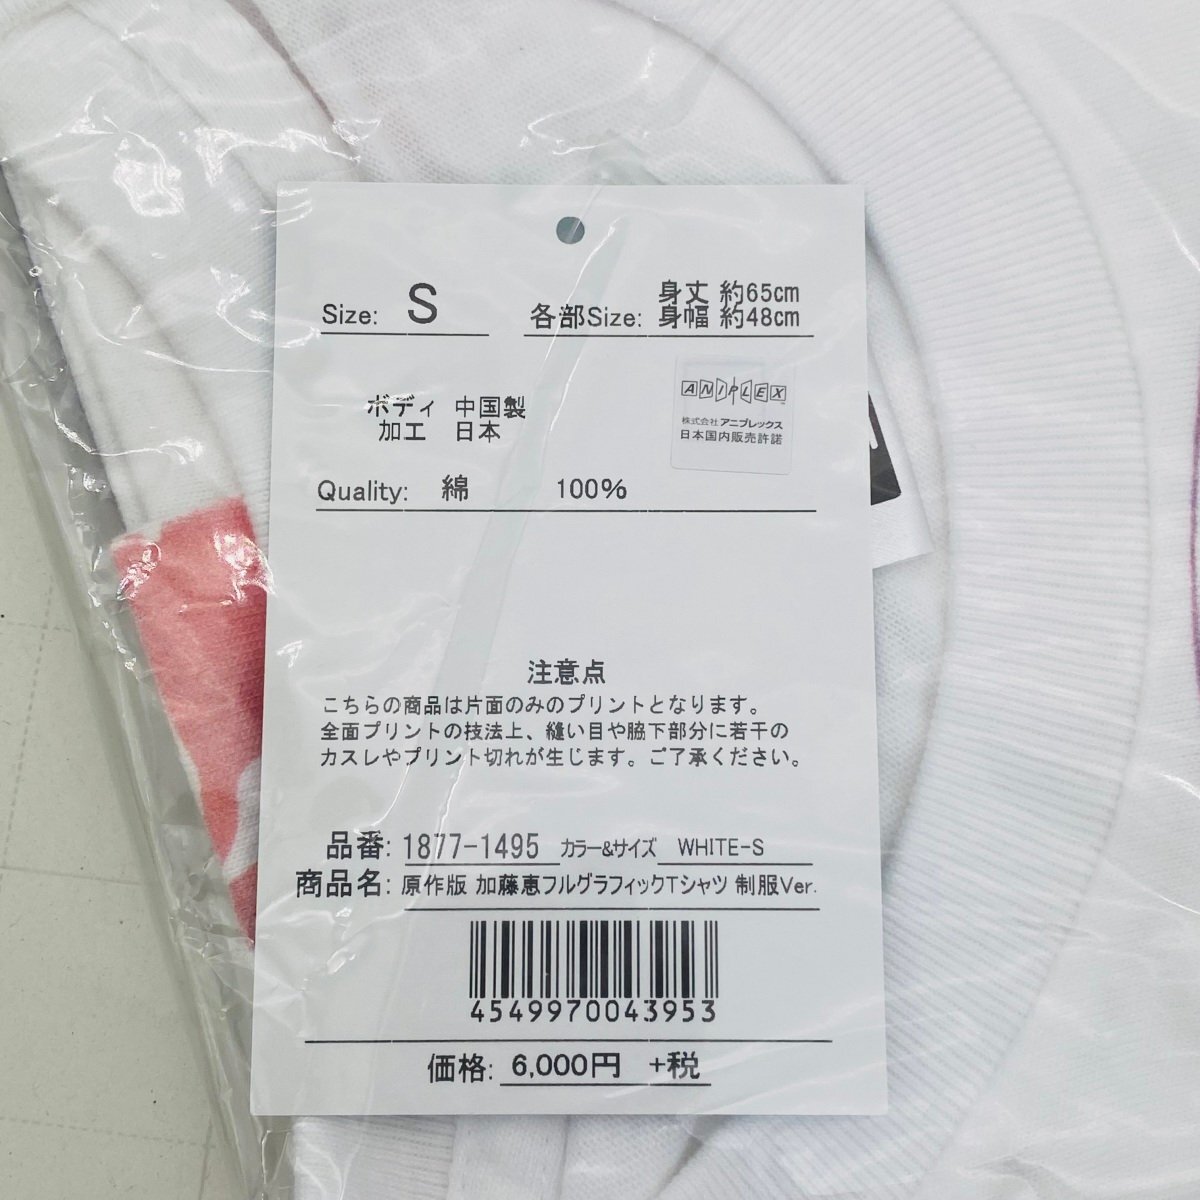 Size: S
各部Size: 身丈 約65cm
身幅 約48cm
ボディ 中国製
加工 日本
ANIPLEX
株式会社アニプレックス
日本国内販売許諾
Quality: 綿 100%
注意点
こちらの商品は片面のみのプリントとなります。
全面プリントの技法上、縫い目や脇下部分に若干の
カスレやプリント切れが生じます。ご了承ください。
品番: 1877-1495 カラー&サイズ WHITE-S
商品名: 原作版 加藤恵フルグラフィックTシャツ 制服Ver.
4549970043953
価格: 6,000円 +税